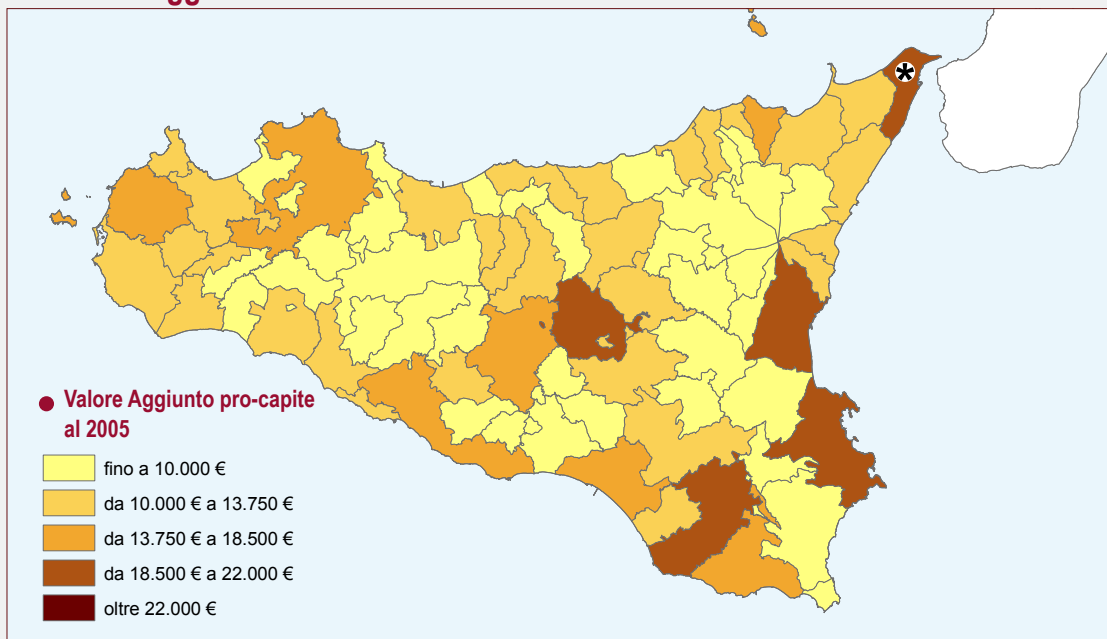 Valore Aggiunto pro-capite
al 2005
fino a 10.000 €
da 10.000 € a 13.750 €
da 13.750 € a 18.500 €
da 18.500 € a 22.000 €
oltre 22.000 €